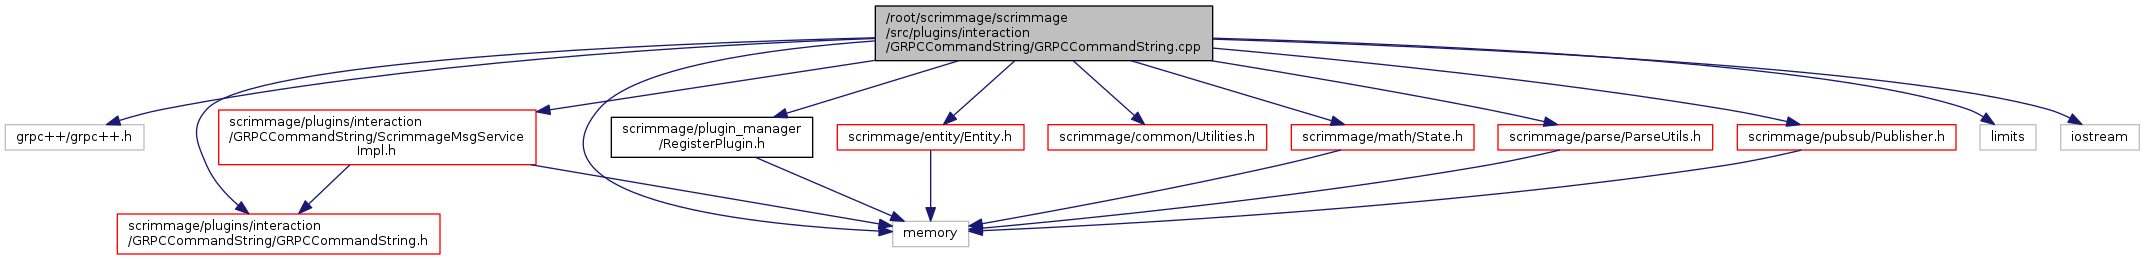 /root/scrimmage/scrimmage
/src/plugins/interaction
/GRPCCommandString/GRPCCommandString.cpp
grpc++/grpc++.h
scrimmage/plugins/interaction
/GRPCCommandString/ScrimmageMsgService
Impl.h
scrimmage/plugin_manager
/RegisterPlugin.h
scrimmage/entity/Entity.h
scrimmage/common/Utilities.h
scrimmage/math/State.h
scrimmage/parse/ParseUtils.h
scrimmage/pubsub/Publisher.h
limits
iostream
scrimmage/plugins/interaction
/GRPCCommandString/GRPCCommandString.h
memory